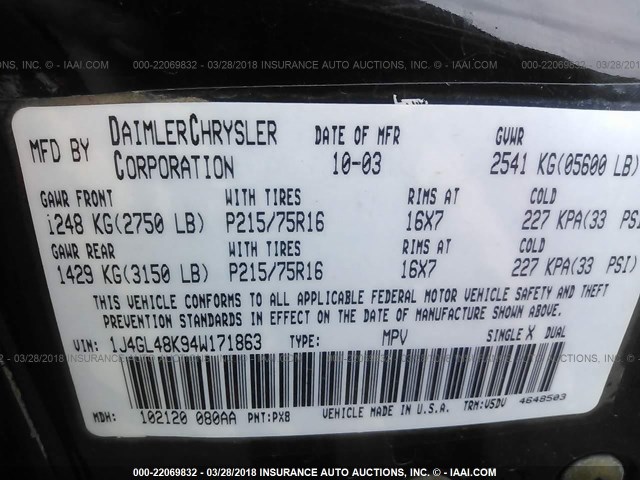 000-22069832 - 03/28/2018 INSURANCE AUTO AUCTIONS, INC. © - IAAI.COM
000-22069832 - 03/28/2018 INSURANCE AUTO AUCTIONS, INC. © - IAAI.COM
MFD BY DAIMLERCHRYSLER CORPORATION DATE OF MFR 10-03 GVWR 2541 KG(05600 LB)
GAWR FRONT WITH TIRES RIMS AT COLD
1248 KG(2750 LB) P215/75R16 16X7 227 KPA(33 PSI
GAWR REAR WITH TIRES RIMS AT COLD
1429 KG(3150 LB) P215/75R16 16X7 227 KPA(33 PSI)
THIS VEHICLE CONFORMS TO ALL APPLICABLE FEDERAL MOTOR VEHICLE SAFETY AND THEFT
PREVENTION STANDARDS IN EFFECT ON THE DATE OF MANUFACTURE SHOWN ABOVE.
VIN: 1J4GL48K94W171863 TYPE: MPV SINGLE X DUAL
MDH: 102120 080AA PNT:PX8 VEHICLE MADE IN U.S.A. TRM:V5DV 4648503
000-22069832 - 03/28/2018 INSURANCE AUTO AUCTIONS, INC. © - IAAI.COM